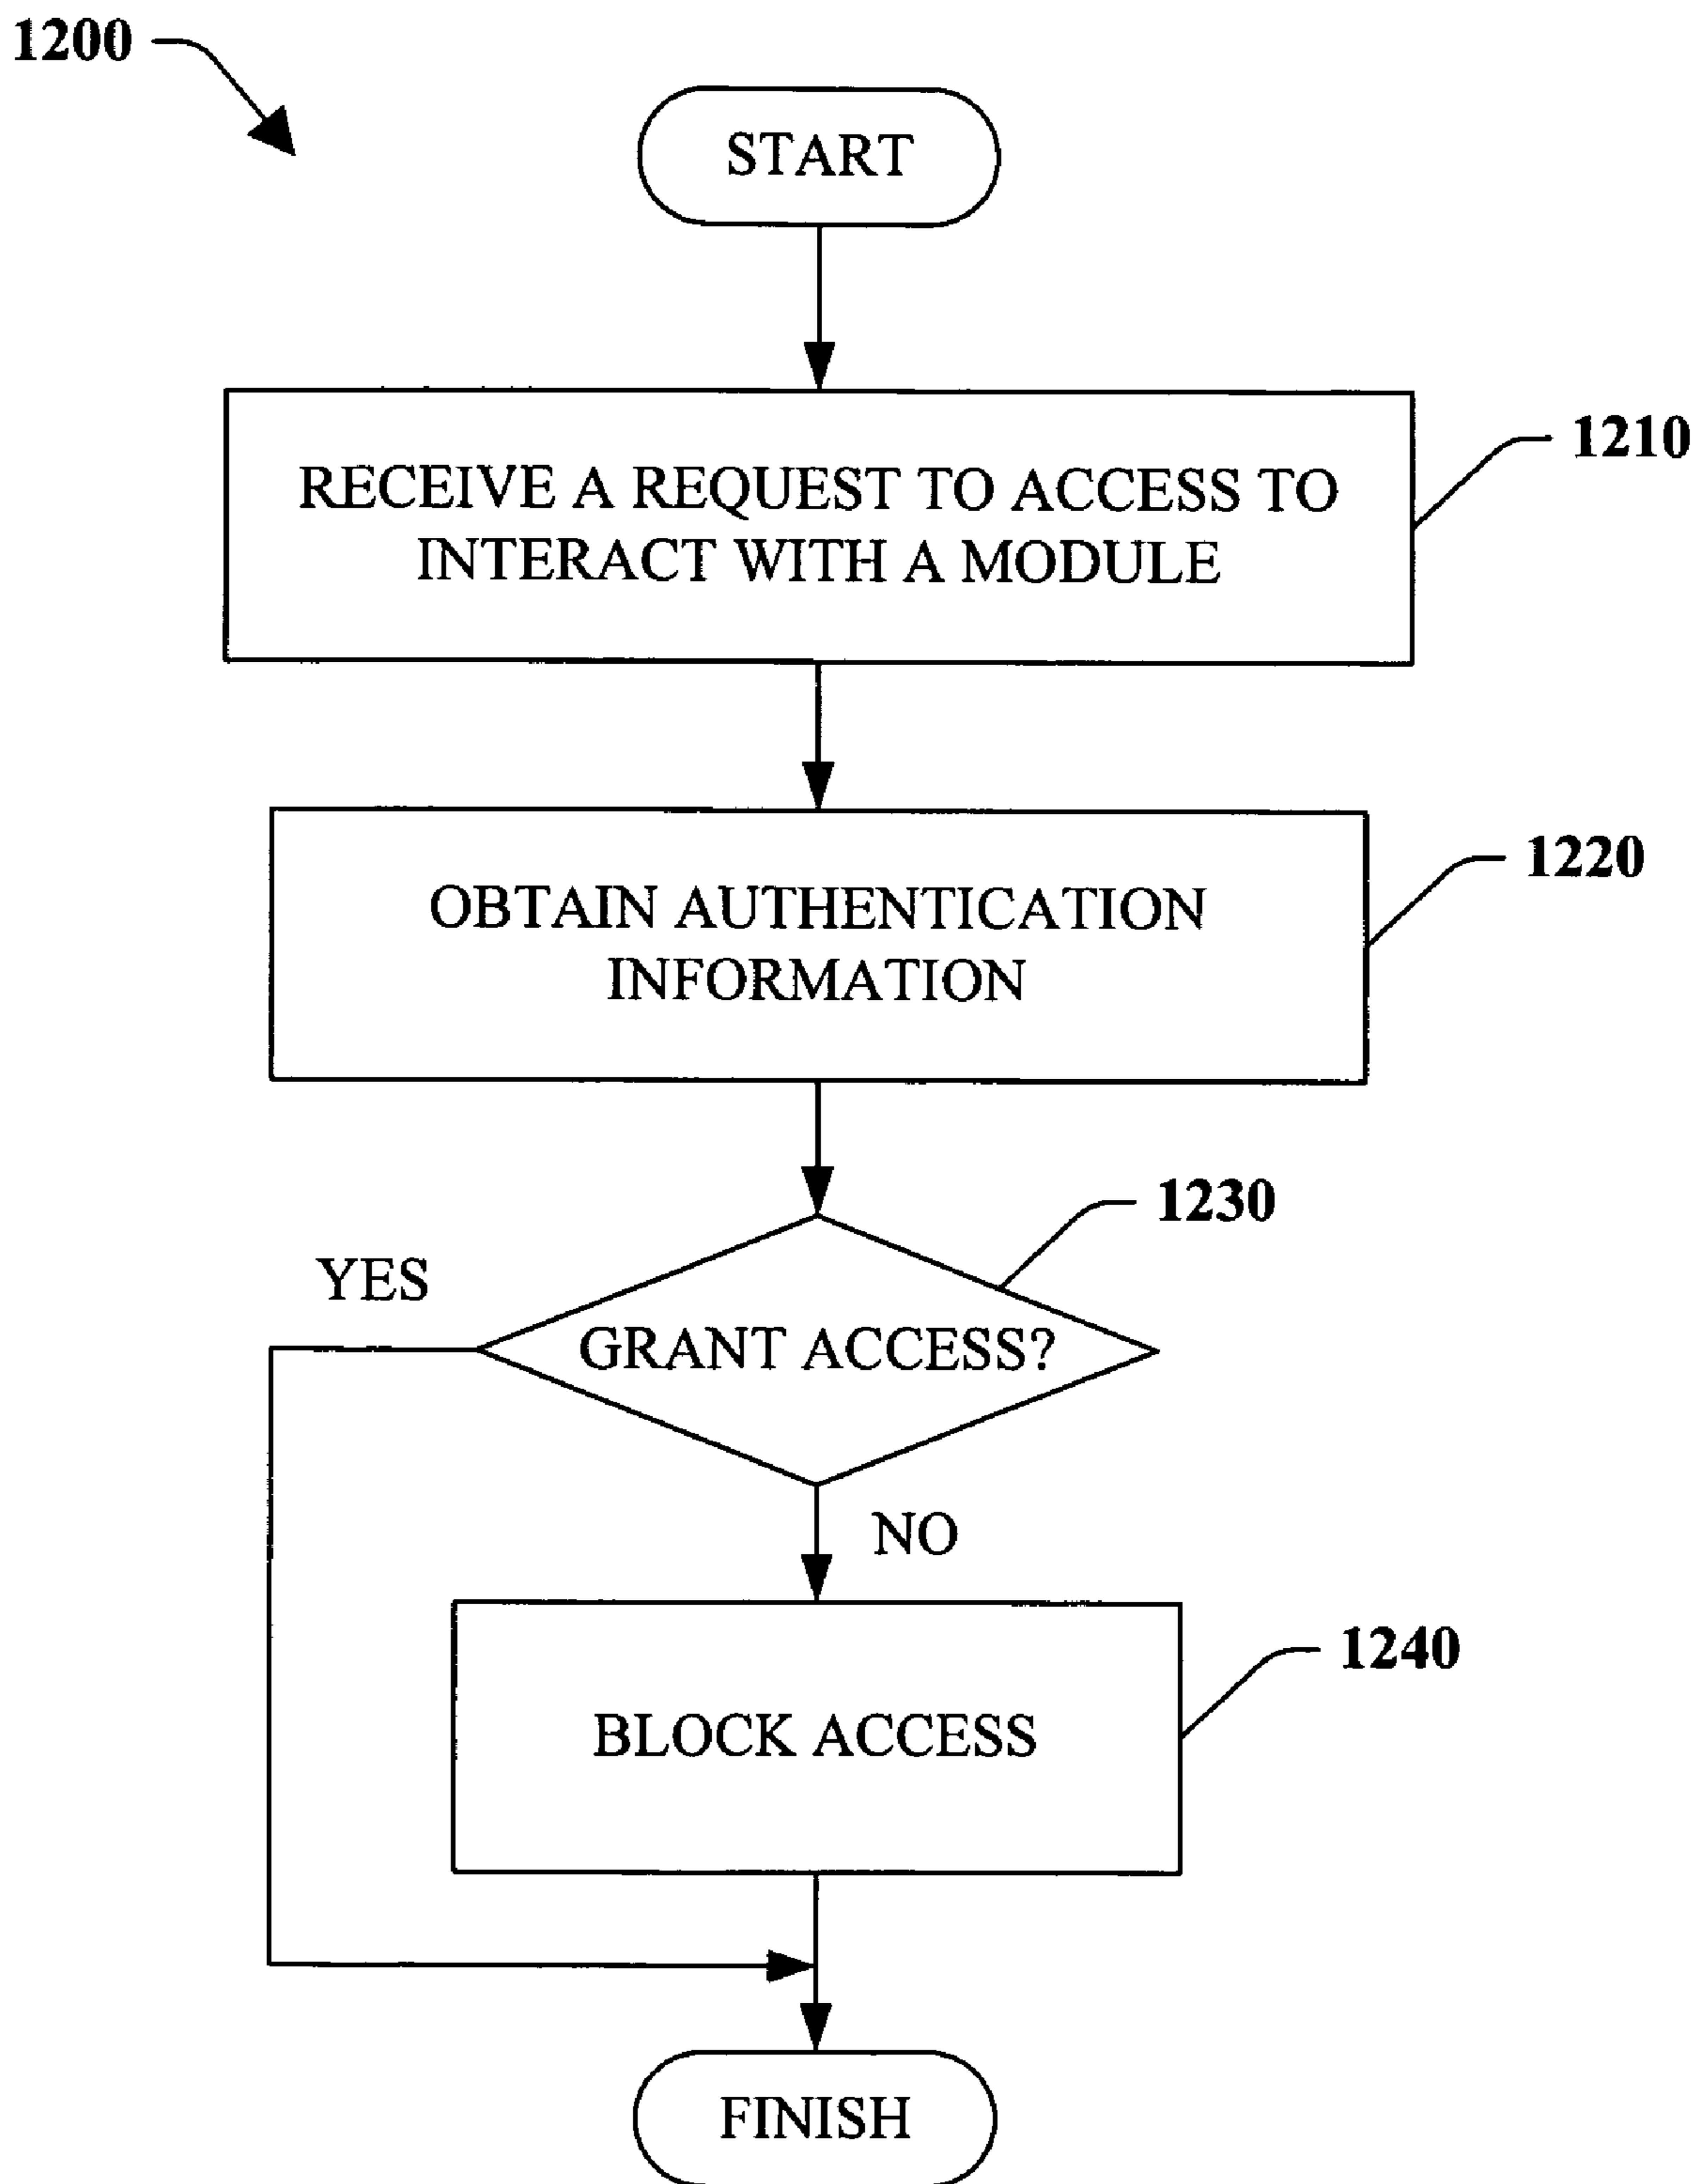 1200
START
RECEIVE A REQUEST TO ACCESS TO
INTERACT WITH A MODULE
1210
OBTAIN AUTHENTICATION
INFORMATION
1220
1230
YES
GRANT ACCESS?
NO
1240
BLOCK ACCESS
FINISH